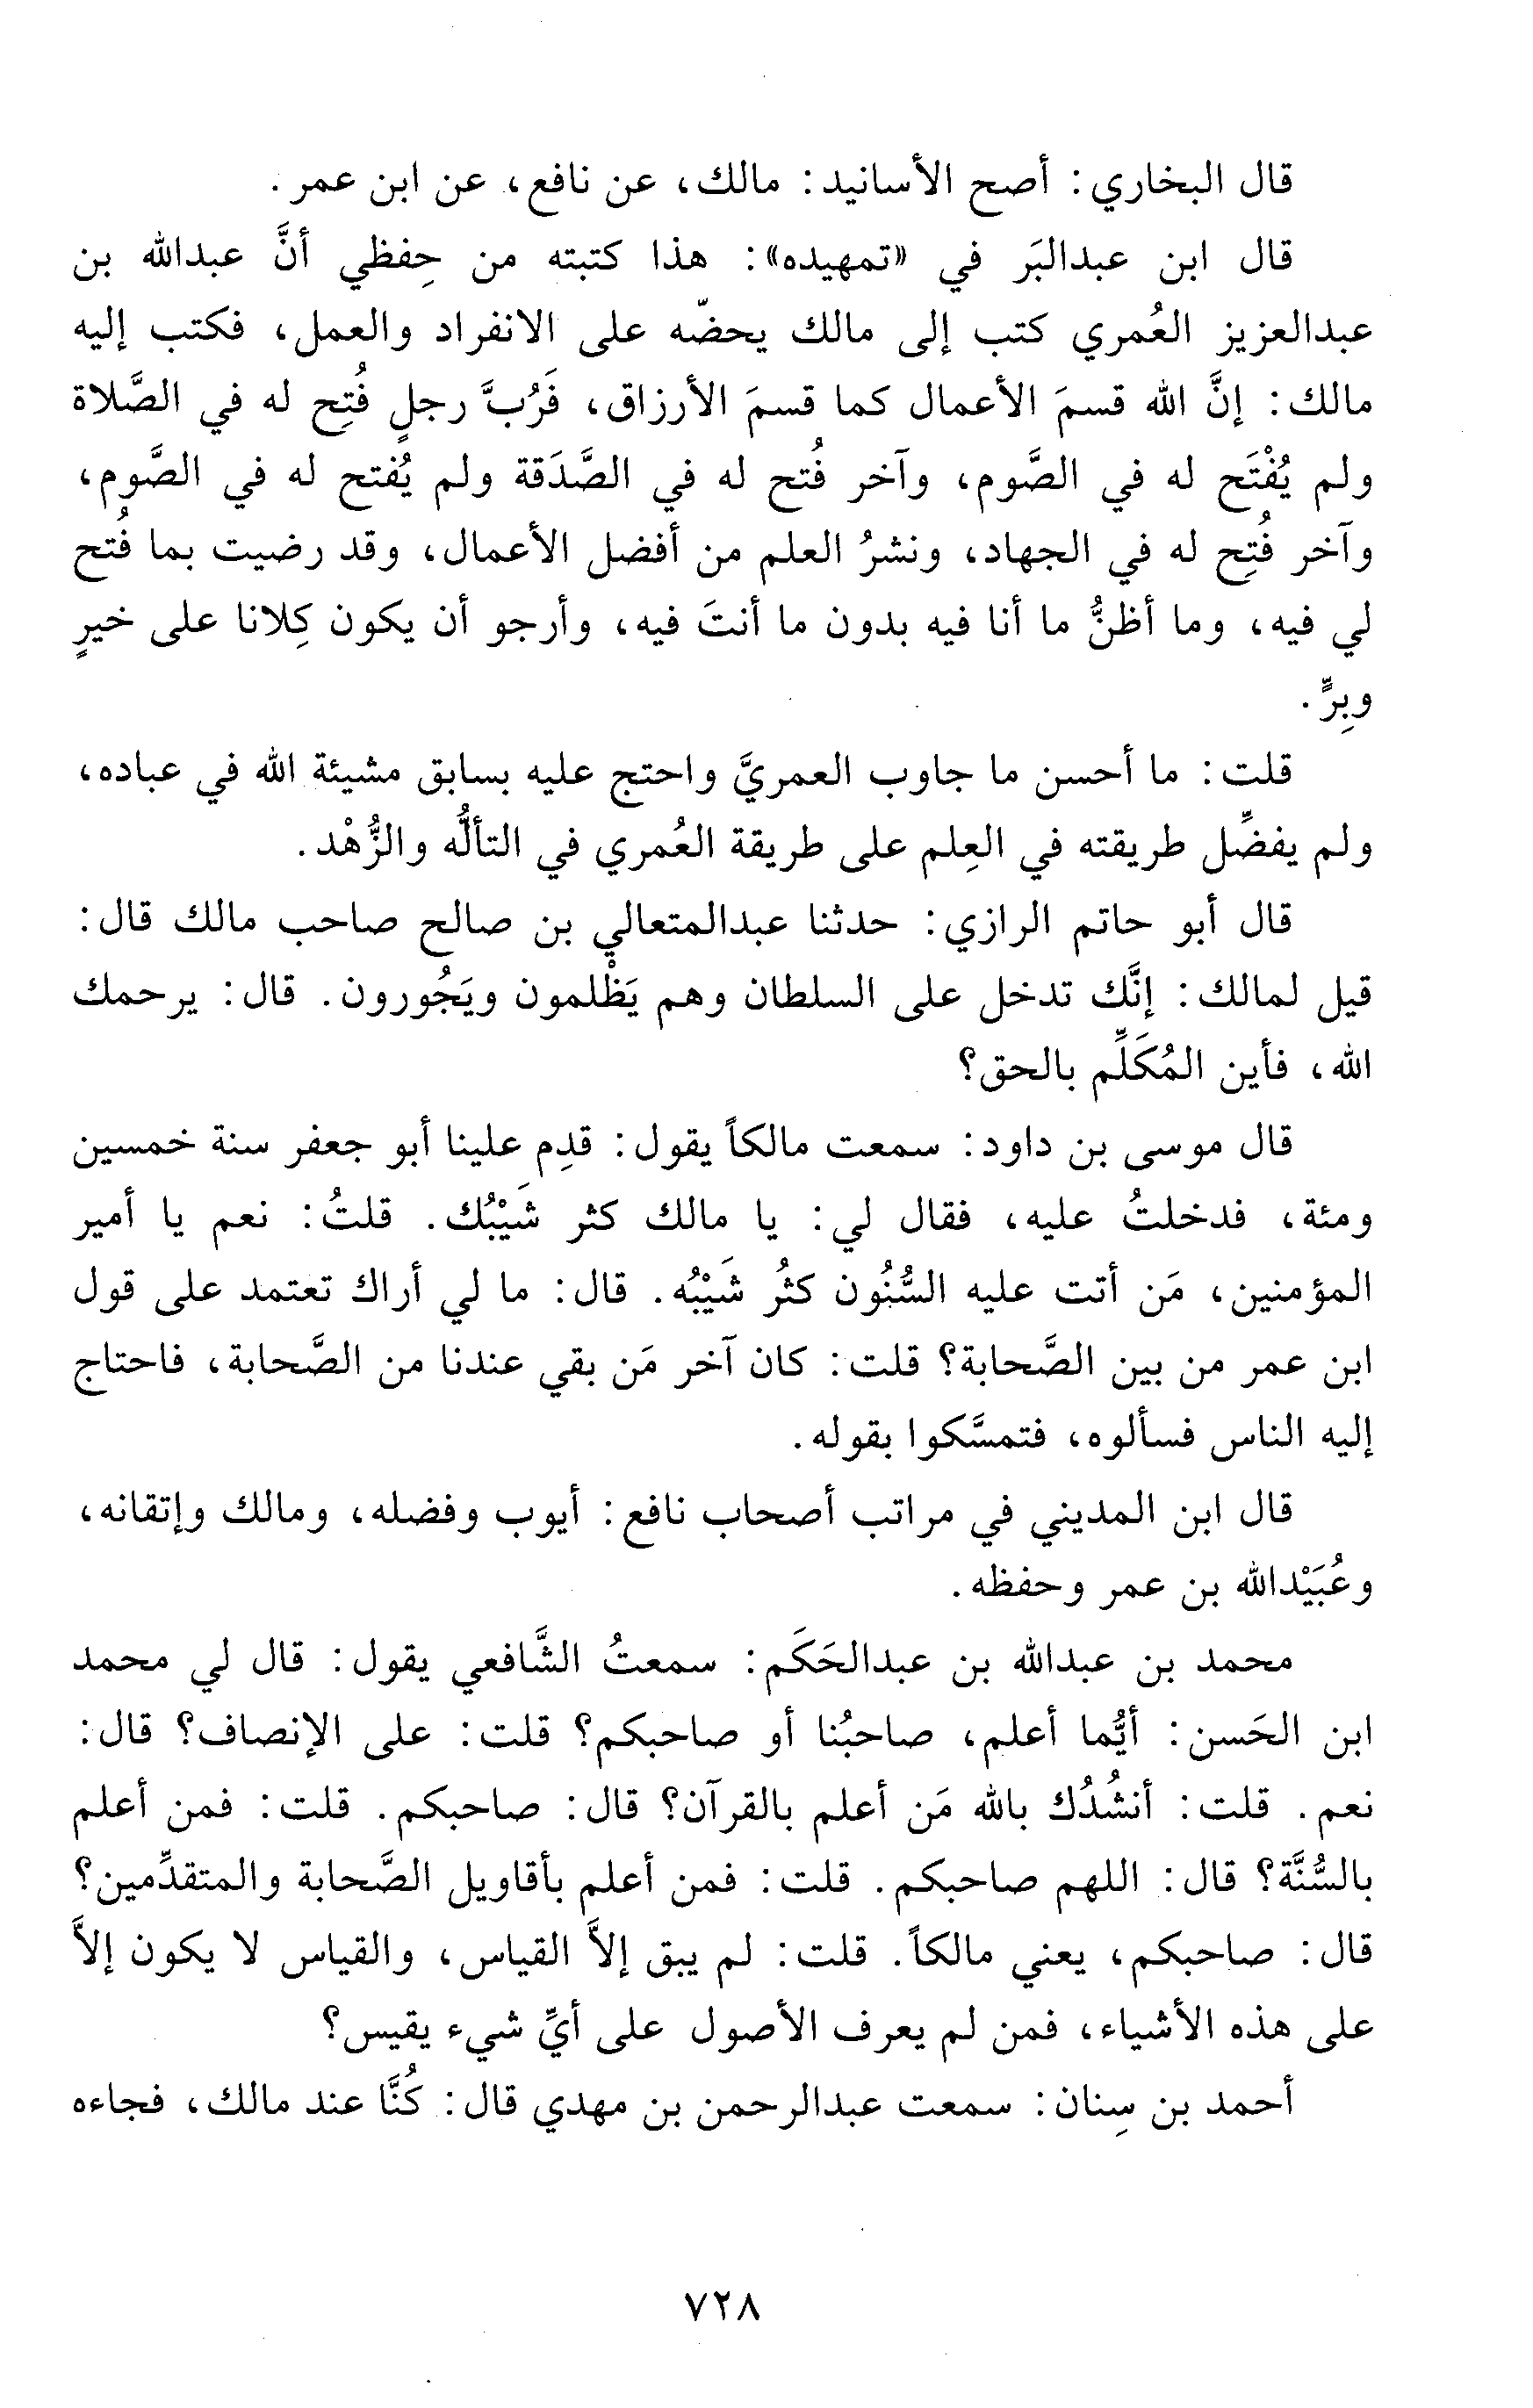 قال البخاري: أصح الأسانيد: مالك، عن نافع، عن ابن عمر.
قال ابن عبدالبَر في «تمهيده»: هذا كتبته من حِفظي أنَّ عبدالله بن
عبدالعزيز العُمري كتب إلى مالك يحضّه على الانفراد والعمل، فكتب إليه
مالك: إنَّ الله قسمَ الأعمال كما قسمَ الأرزاق، فَرُبَّ رجلٍ فُتِح له في الصَّلاة
ولم يُفْتَح له في الصَّوم، وآخر فُتح له في الصَّدَقة ولم يُفتح له في الصَّوم،
وآخر فُتِح له في الجهاد، ونشرُ العلم من أفضل الأعمال، وقد رضيت بما فُتح
لي فيه، وما أظنُّ ما أنا فيه بدون ما أنتَ فيه، وأرجو أن يكون كِلانا على خيرٍ
وبِرٍّ.
قلت: ما أحسن ما جاوب العمريَّ واحتج عليه بسابق مشيئة الله في عباده،
ولم يفضِّل طريقته في العِلم على طريقة العُمري في التألُّه والزُّهْد.
قال أبو حاتم الرازي: حدثنا عبدالمتعالي بن صالح صاحب مالك قال:
قيل لمالك: إنَّك تدخل على السلطان وهم يَظْلمون ويَجُورون. قال: يرحمك
الله، فأين المُكَلِّم بالحق؟
قال موسى بن داود: سمعت مالكاً يقول: قدِم علينا أبو جعفر سنة خمسين
ومئة، فدخلتُ عليه، فقال لي: يا مالك كثر شَيْبُك. قلتُ: نعم يا أمير
المؤمنين، مَن أتت عليه السُّنُون كثُر شَيْبُه. قال: ما لي أراك تعتمد على قول
ابن عمر من بين الصَّحابة؟ قلت: كان آخر مَن بقي عندنا من الصَّحابة، فاحتاج
إليه الناس فسألوه، فتمسَّكوا بقوله.
قال ابن المديني في مراتب أصحاب نافع: أيوب وفضله، ومالك وإتقانه،
وعُبَيْدالله بن عمر وحفظه.
محمد بن عبدالله بن عبدالحَكَم: سمعتُ الشَّافعي يقول: قال لي محمد
ابن الحَسن: أيُّما أعلم، صاحبُنا أو صاحبكم؟ قلت: على الإنصاف؟ قال:
نعم. قلت: أنشُدُك بالله مَن أعلم بالقرآن؟ قال: صاحبكم. قلت: فمن أعلم
بالسُّنَّة؟ قال: اللهم صاحبكم. قلت: فمن أعلم بأقاويل الصَّحابة والمتقدِّمين؟
قال: صاحبكم، يعني مالكاً. قلت: لم يبق إلاَّ القياس، والقياس لا يكون إلاَّ
على هذه الأشياء، فمن لم يعرف الأصول على أيِّ شيء يقيس؟
أحمد بن سِنان: سمعت عبدالرحمن بن مهدي قال: كُنَّا عند مالك، فجاءه
٧٢٨